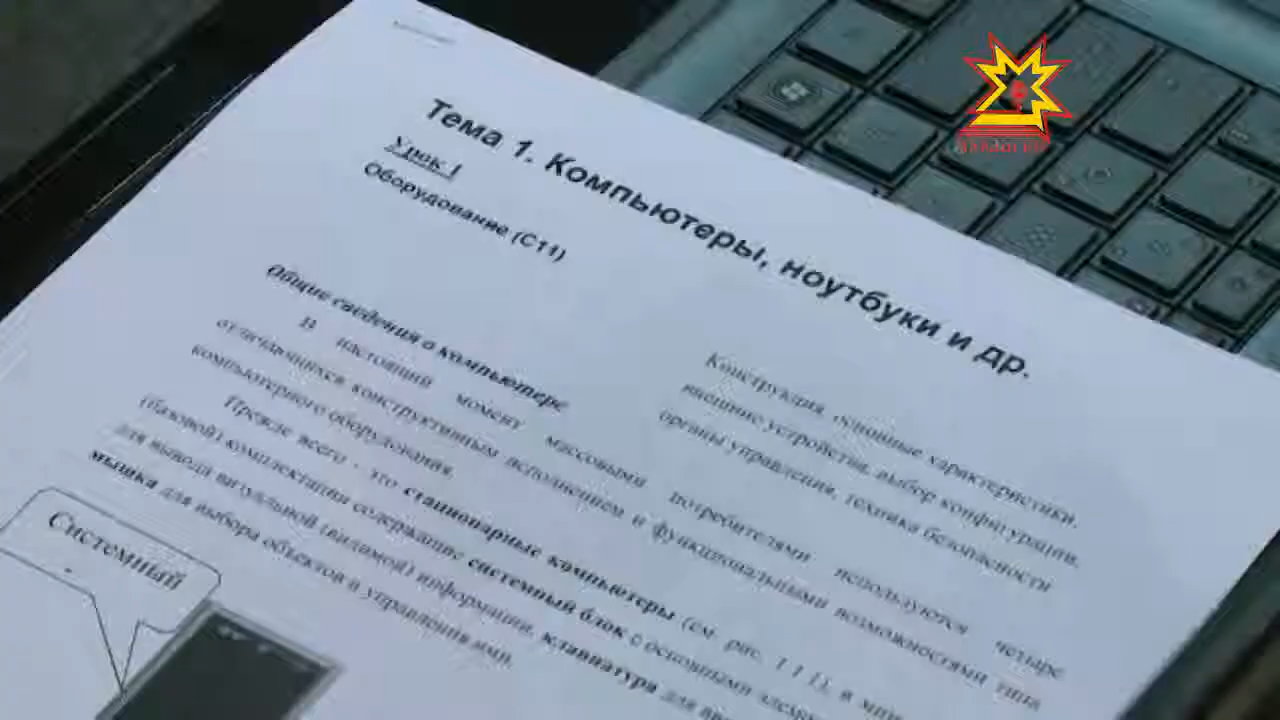 Тема 1. Компьютеры, ноутбуки и др.
Урок 1
Оборудование (С11)
Конструкция, основные характеристики,
внешние устройства, выбор конфигурации,
органы управления, техника безопасности
Общие сведения о компьютере
В настоящий момент массовыми потребителями используются четыре
отличающихся конструктивным исполнением и функциональными возможностями типа
компьютерного оборудования.
Прежде всего - это стационарные компьютеры (см. рис. 1 1.1), в
(базовой) комплектации содержащие системный блок с основными
для вывода визуальной (видимой) информации, клавиатура для
мышка для выбора объектов и управления ими.
Системный